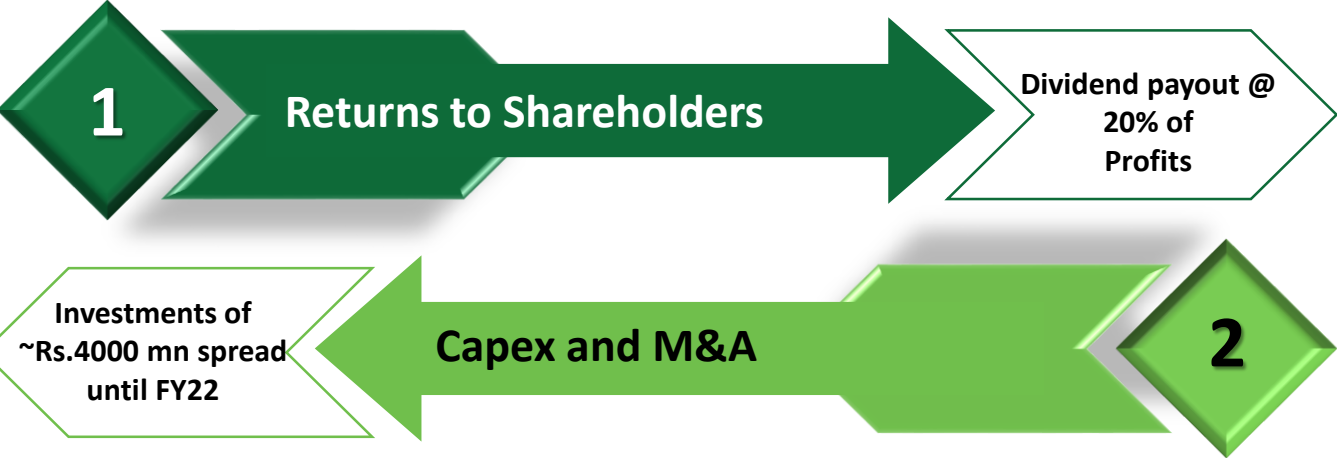 1
Returns to Shareholders
Dividend payout @
20% of
Profits
Investments of
~Rs.4000 mn spread
until FY22
Capex and M&A
2